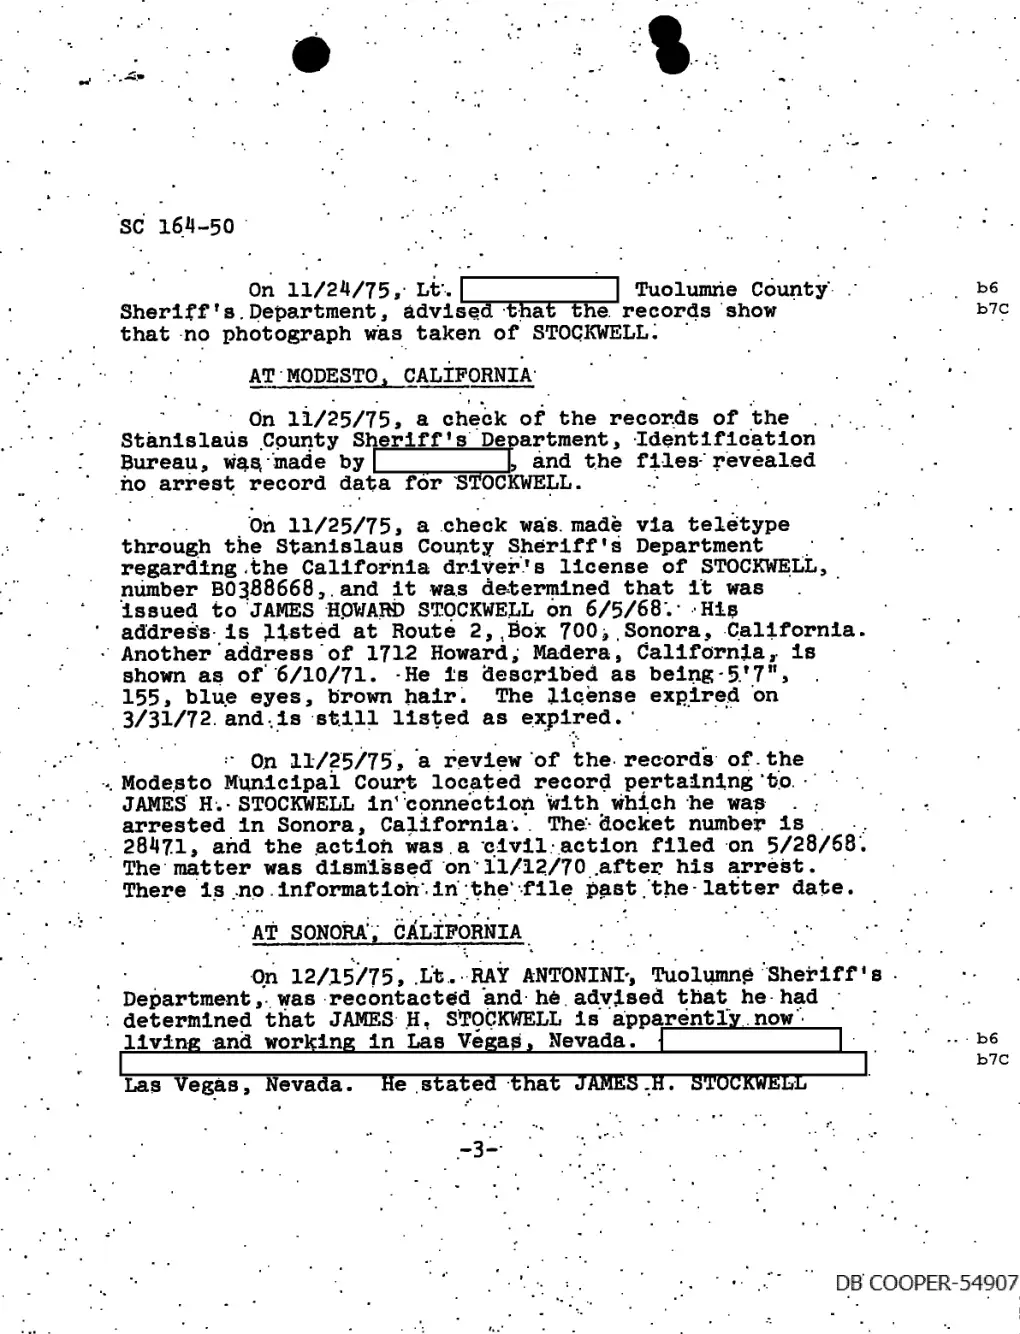 SC 164-50
On 11/24/75, Lt. Tuolumne County b6
Sheriff's Department, advised that the records show b7C
that no photograph was taken of STOCKWELL.
AT MODESTO, CALIFORNIA
On 11/25/75, a check of the records of the
Stanislaus County Sheriff's Department, Identification
Bureau, was made by , and the files revealed
no arrest record data for STOCKWELL.
On 11/25/75, a check was made via teletype
through the Stanislaus County Sheriff's Department
regarding the California driver's license of STOCKWELL,
number B0388668, and it was determined that it was
issued to JAMES HOWARD STOCKWELL on 6/5/68. His
address is listed at Route 2, Box 700, Sonora, California.
Another address of 1712 Howard, Madera, California, is
shown as of 6/10/71. He is described as being 5'7",
155, blue eyes, brown hair. The license expired on
3/31/72 and is still listed as expired.
On 11/25/75, a review of the records of the
Modesto Municipal Court located record pertaining to
JAMES H. STOCKWELL in connection with which he was
arrested in Sonora, California. The docket number is
28471, and the action was a civil action filed on 5/28/68.
The matter was dismissed on 11/12/70 after his arrest.
There is no information in the file past the latter date.
AT SONORA, CALIFORNIA
On 12/15/75, Lt. RAY ANTONINI, Tuolumne Sheriff's
Department, was recontacted and he advised that he had
determined that JAMES H. STOCKWELL is apparently now
living and working in Las Vegas, Nevada. b6
b7C
Las Vegas, Nevada. He stated that JAMES H. STOCKWELL
-3-
DB COOPER-54907